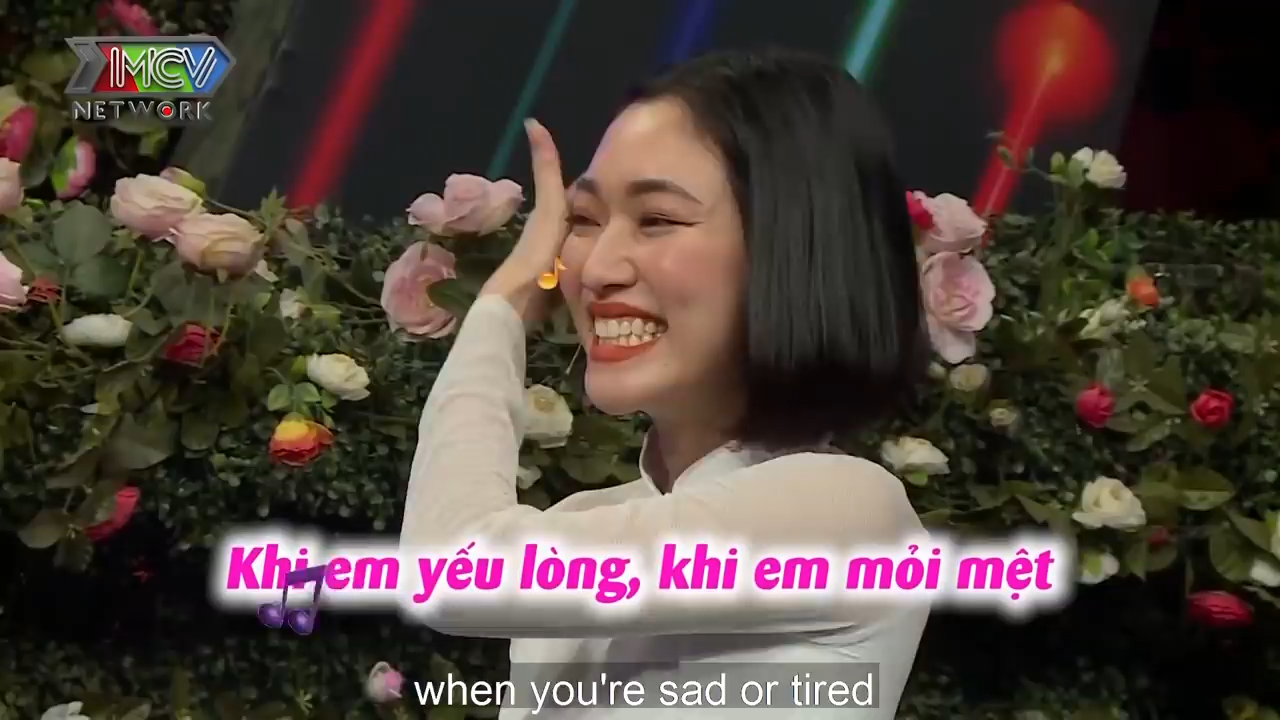 MCV
NETWORK
Khi em yếu lòng, khi em mỏi mệt
when you're sad or tired